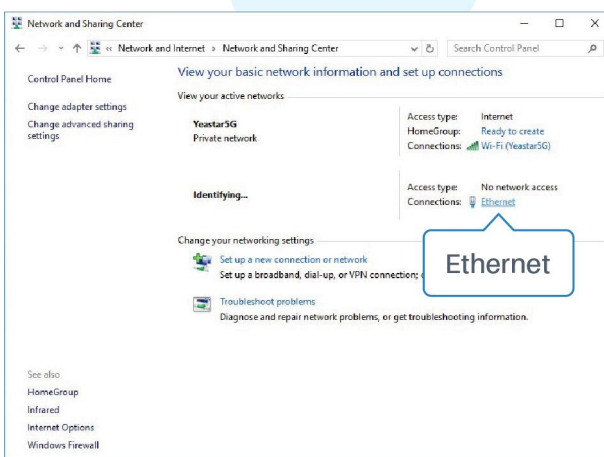 Network and Sharing Center
« Network and Internet > Network and Sharing Center
Search Control Panel
Control Panel Home
Change adapter settings
Change advanced sharing
settings
View your basic network information and set up connections
View your active networks
Yeastar5G
Private network
Access type: Internet
HomeGroup: Ready to create
Connections: Wi-Fi (Yeastar5G)
Identifying...
Access type: No network access
Connections: Ethernet
Ethernet
Change your networking settings
Set up a new connection or network
Set up a broadband, dial-up, or VPN connection;
Troubleshoot problems
Diagnose and repair network problems, or get troubleshooting information.
See also
HomeGroup
Infrared
Internet Options
Windows Firewall